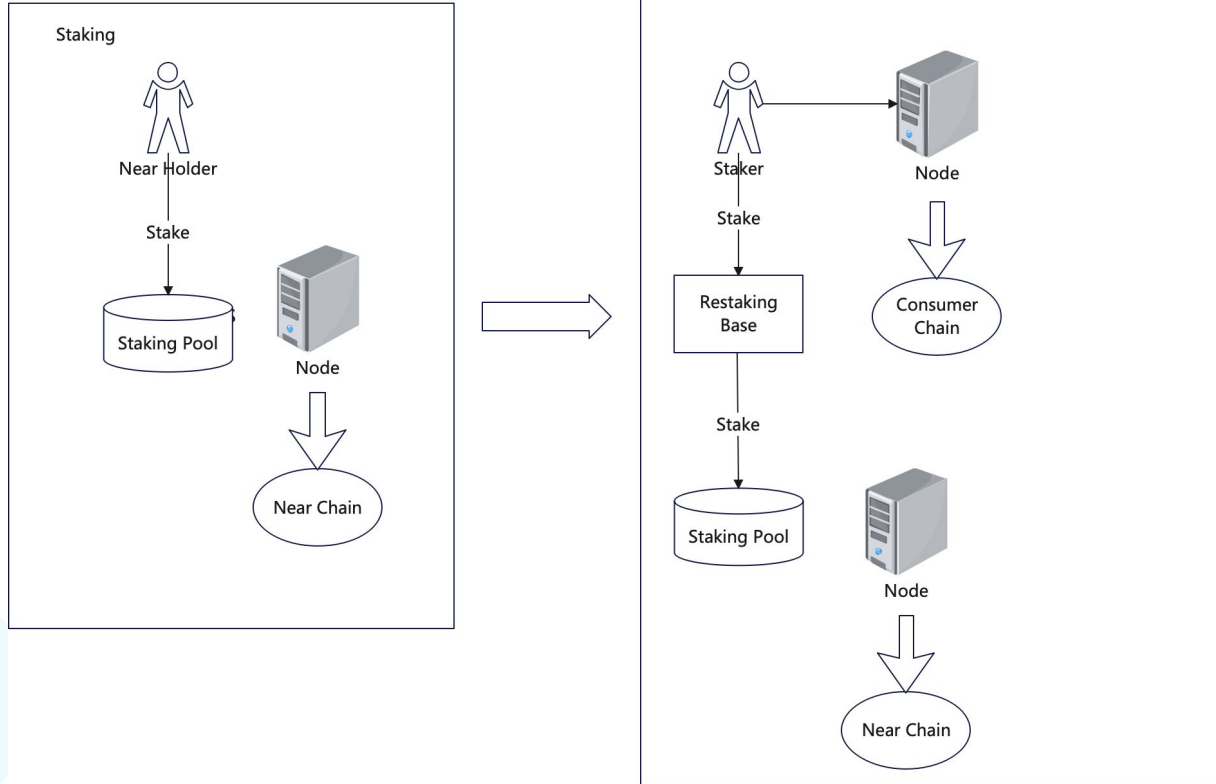 Staking
Near Holder
Stake
Staking Pool
Node
Near Chain
Staker
Node
Stake
Restaking
Base
Consumer
Chain
Stake
Staking Pool
Node
Near Chain